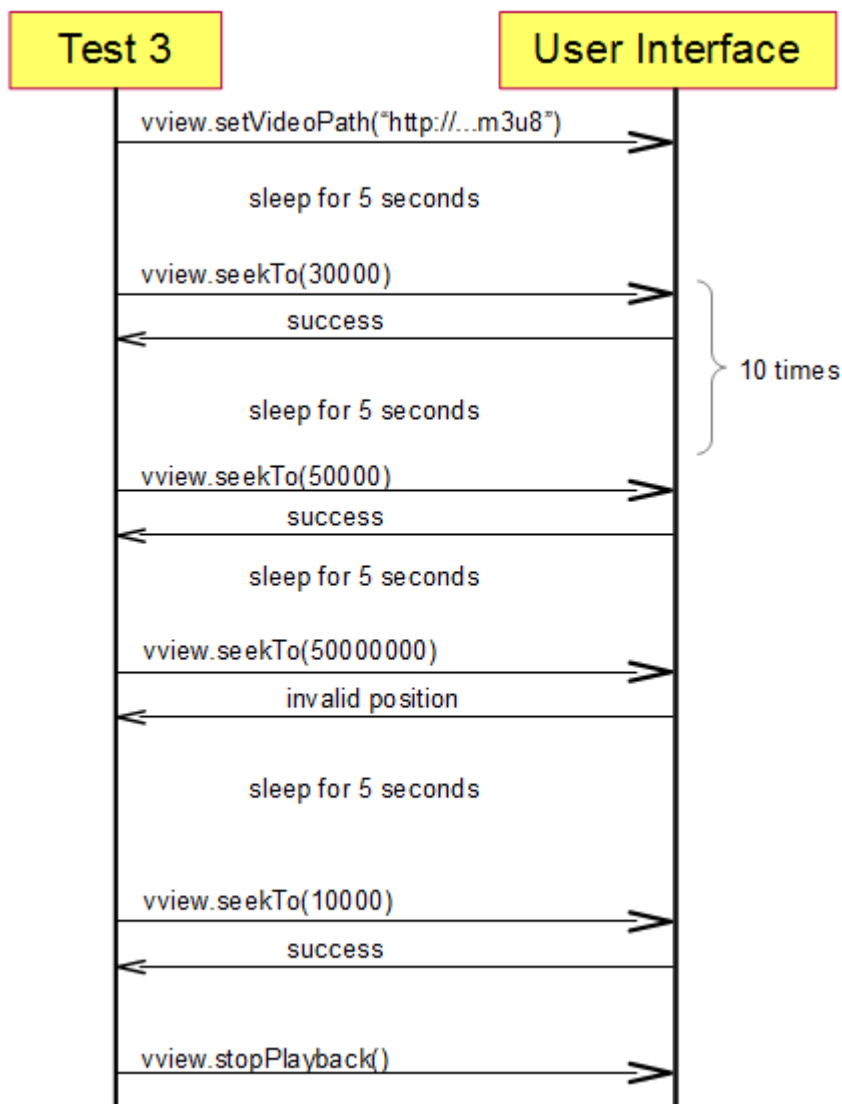 Test 3
User Interface
vview.setVideoPath(“http://...m3u8”)
sleep for 5 seconds
vview.seekTo(30000)
success
10 times
sleep for 5 seconds
vview.seekTo(50000)
success
sleep for 5 seconds
vview.seekTo(50000000)
invalid position
sleep for 5 seconds
vview.seekTo(10000)
success
vview.stopPlayback()